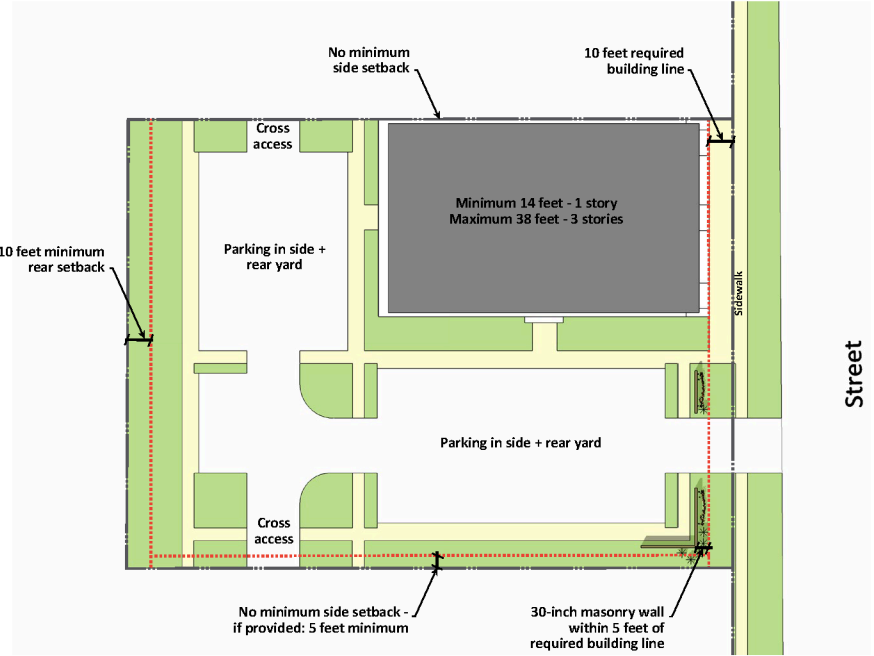 No minimum
side setback
10 feet required
building line
Cross
access
Minimum 14 feet - 1 story
Maximum 38 feet - 3 stories
Parking in side +
rear yard
10 feet minimum
rear setback
Sidewalk
Street
Parking in side + rear yard
Cross
access
No minimum side setback -
if provided: 5 feet minimum
30-inch masonry wall
within 5 feet of
required building line